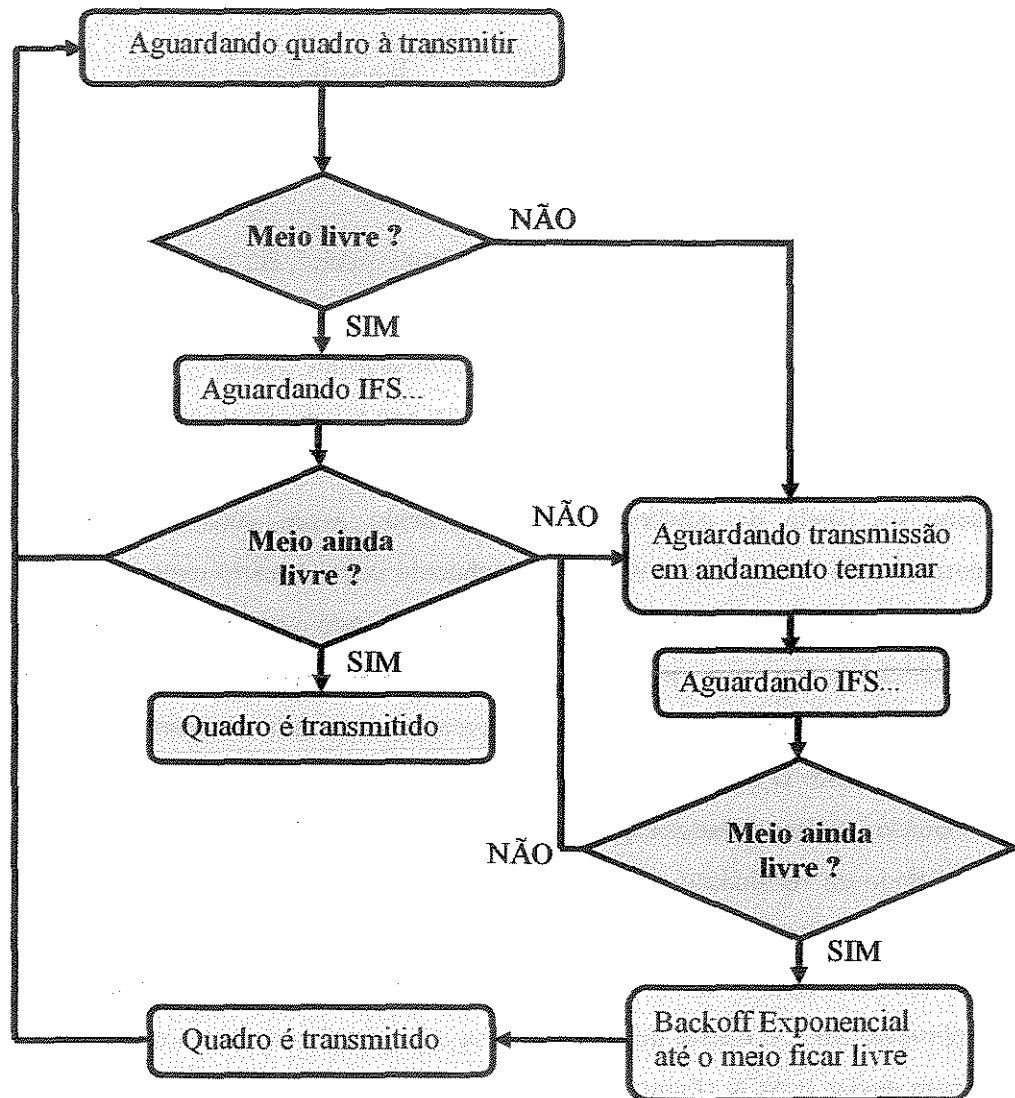 Aguardando quadro à transmitir
Meio livre ?
NÃO
SIM
Aguardando IFS...
Meio ainda
livre ?
NÃO
SIM
Quadro é transmitido
Aguardando transmissão
em andamento terminar
Aguardando IFS...
Meio ainda
livre ?
NÃO
SIM
Backoff Exponencial
até o meio ficar livre
Quadro é transmitido